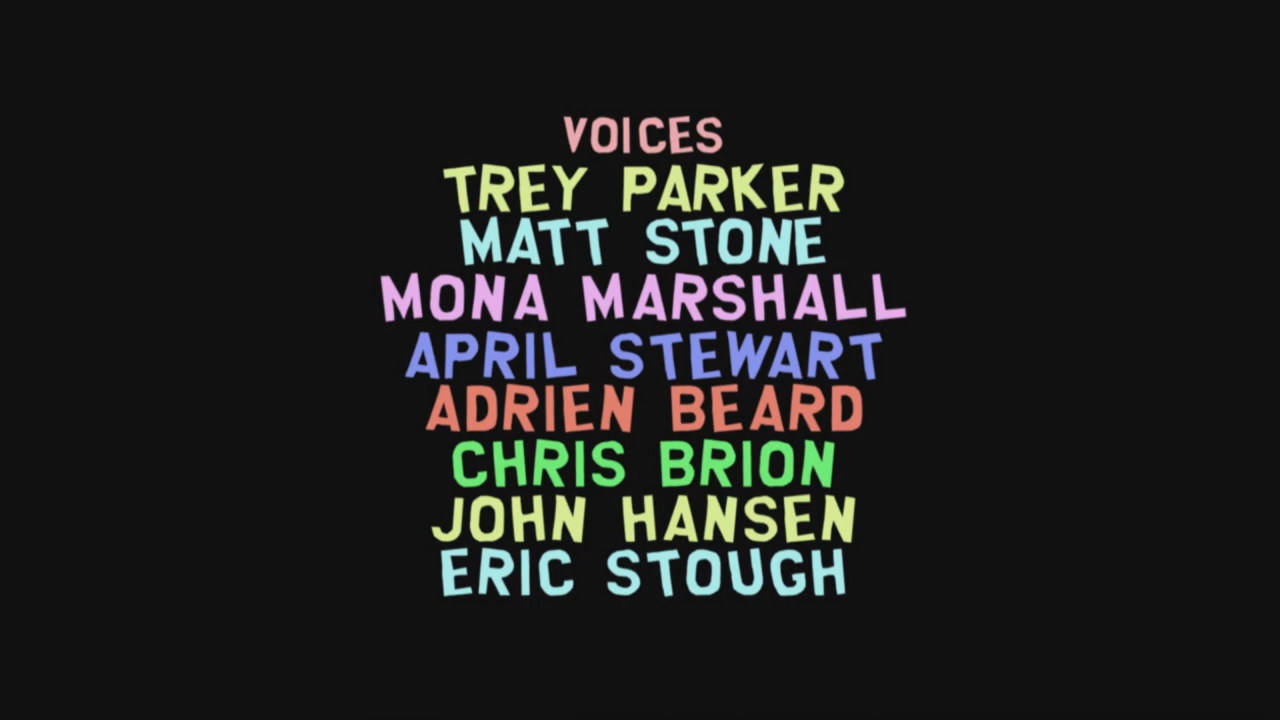 VOICES
TREY PARKER
MATT STONE
MONA MARSHALL
APRIL STEWART
ADRIEN BEARD
CHRIS BRION
JOHN HANSEN
ERIC STOUGH